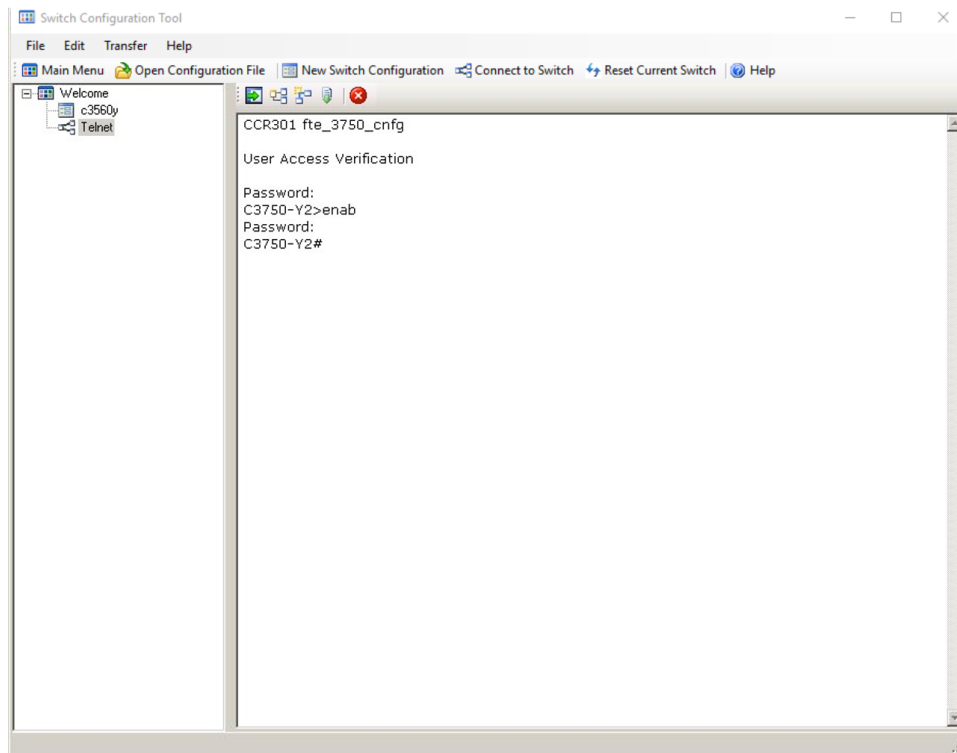 Switch Configuration Tool
File Edit Transfer Help
Main Menu Open Configuration File New Switch Configuration Connect to Switch Reset Current Switch Help
Welcome
c3560y
Telnet
CCR301 fte_3750_cnfg
User Access Verification
Password:
C3750-Y2>enab
Password:
C3750-Y2#